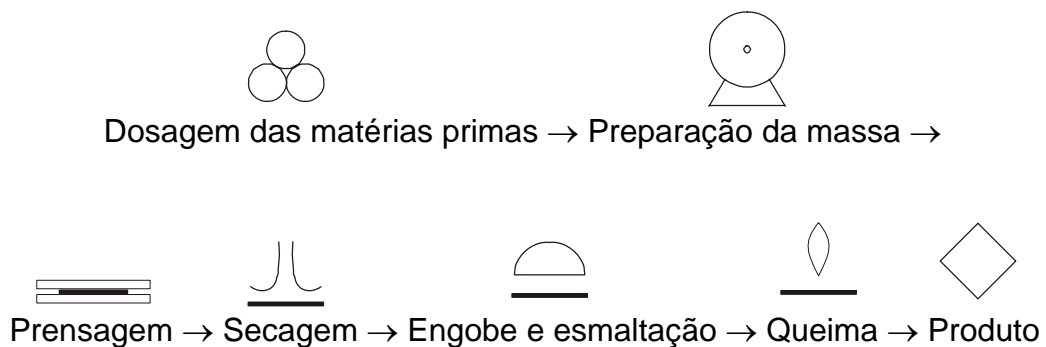 Dosagem das matérias primas → Preparação da massa →
Prensagem → Secagem → Engobe e esmaltação → Queima → Produto